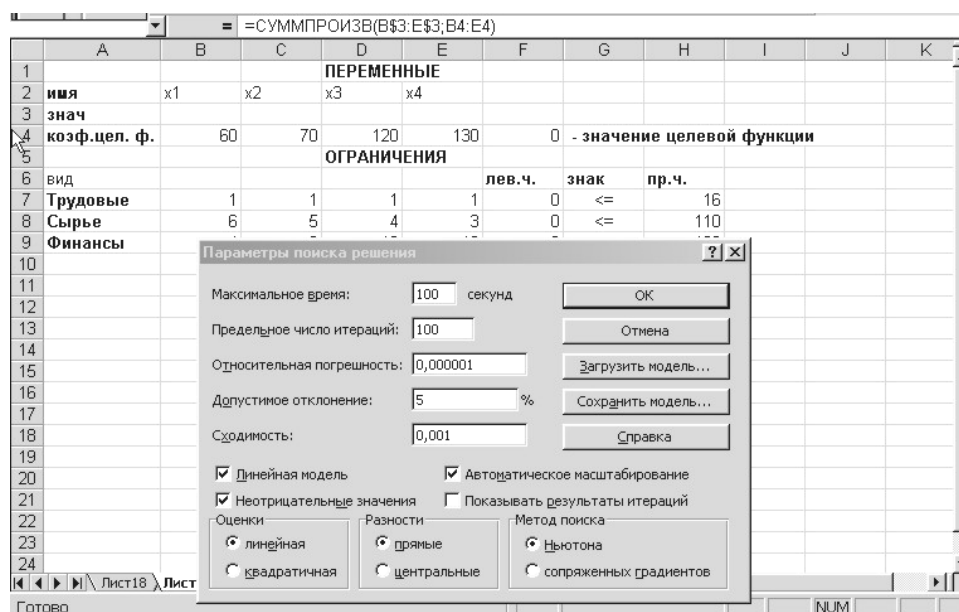 = =СУММПРОИЗВ(B$3:E$3;B4:E4)
A B C D E F G H I J K
1 ПЕРЕМЕННЫЕ
2 имя x1 x2 x3 x4
3 знач
4 коэф.цел. ф. 60 70 120 130 0 - значение целевой функции
5 ОГРАНИЧЕНИЯ
6 вид лев.ч. знак пр.ч.
7 Трудовые 1 1 1 1 0 <= 16
8 Сырье 6 5 4 3 0 <= 110
9 Финансы
10
11
12
13
14
15
16
17
18
19
20
21
22
23
24
Параметры поиска решения
Максимальное время: 100 секунд OK
Предельное число итераций: 100 Отмена
Относительная погрешность: 0,000001 Загрузить модель...
Допустимое отклонение: 5 % Сохранить модель...
Сходимость: 0,001 Справка
Линейная модель Автоматическое масштабирование
Неотрицательные значения Показывать результаты итераций
Оценки Разности Метод поиска
линейная прямые Ньютона
квадратичная центральные сопряженных градиентов
Лист18 Лист
Готово NUM